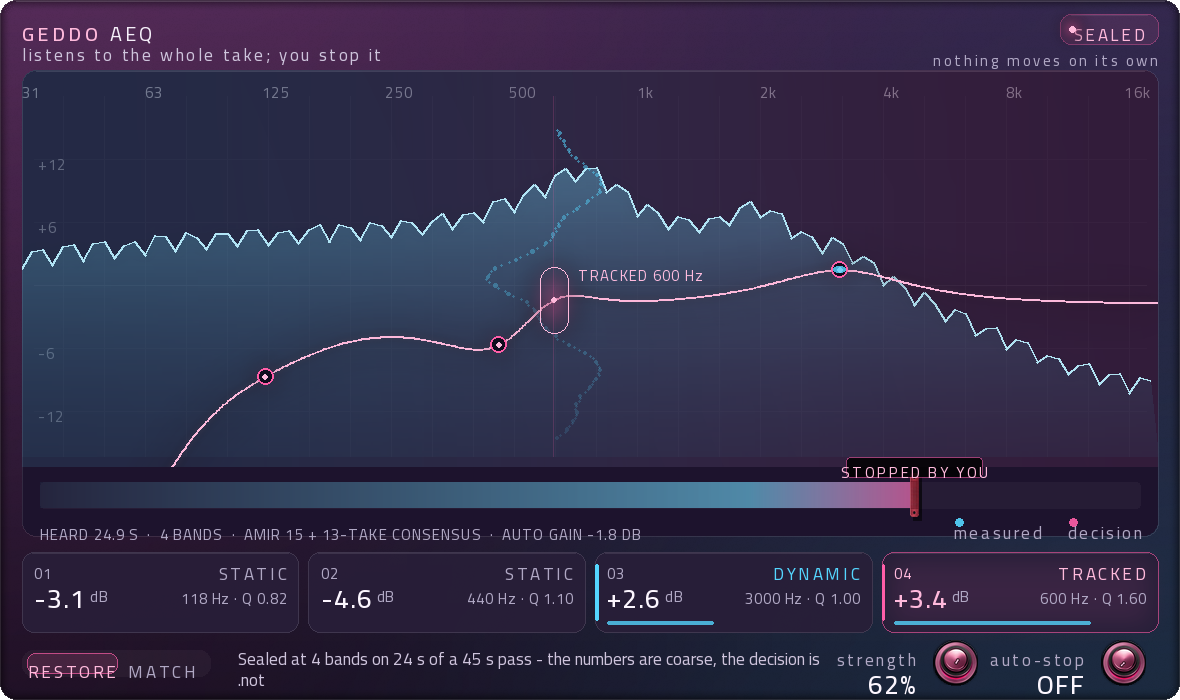 GEDDO AEQ
listens to the whole take; you stop it
SEALED
nothing moves on its own
31 63 125 250 500 1k 2k 4k 8k 16k
+12
+6
-6
-12
TRACKED 600 Hz
STOPPED BY YOU
HEARD 24.9 S · 4 BANDS · AMIR 15 + 13-TAKE CONSENSUS · AUTO GAIN -1.8 DB
measured decision
01 STATIC
-3.1 dB 118 Hz · Q 0.82
02 STATIC
-4.6 dB 440 Hz · Q 1.10
03 DYNAMIC
+2.6 dB 3000 Hz · Q 1.00
04 TRACKED
+3.4 dB 600 Hz · Q 1.60
RESTORE MATCH
Sealed at 4 bands on 24 s of a 45 s pass - the numbers are coarse, the decision is
.not
strength
62%
auto-stop
OFF